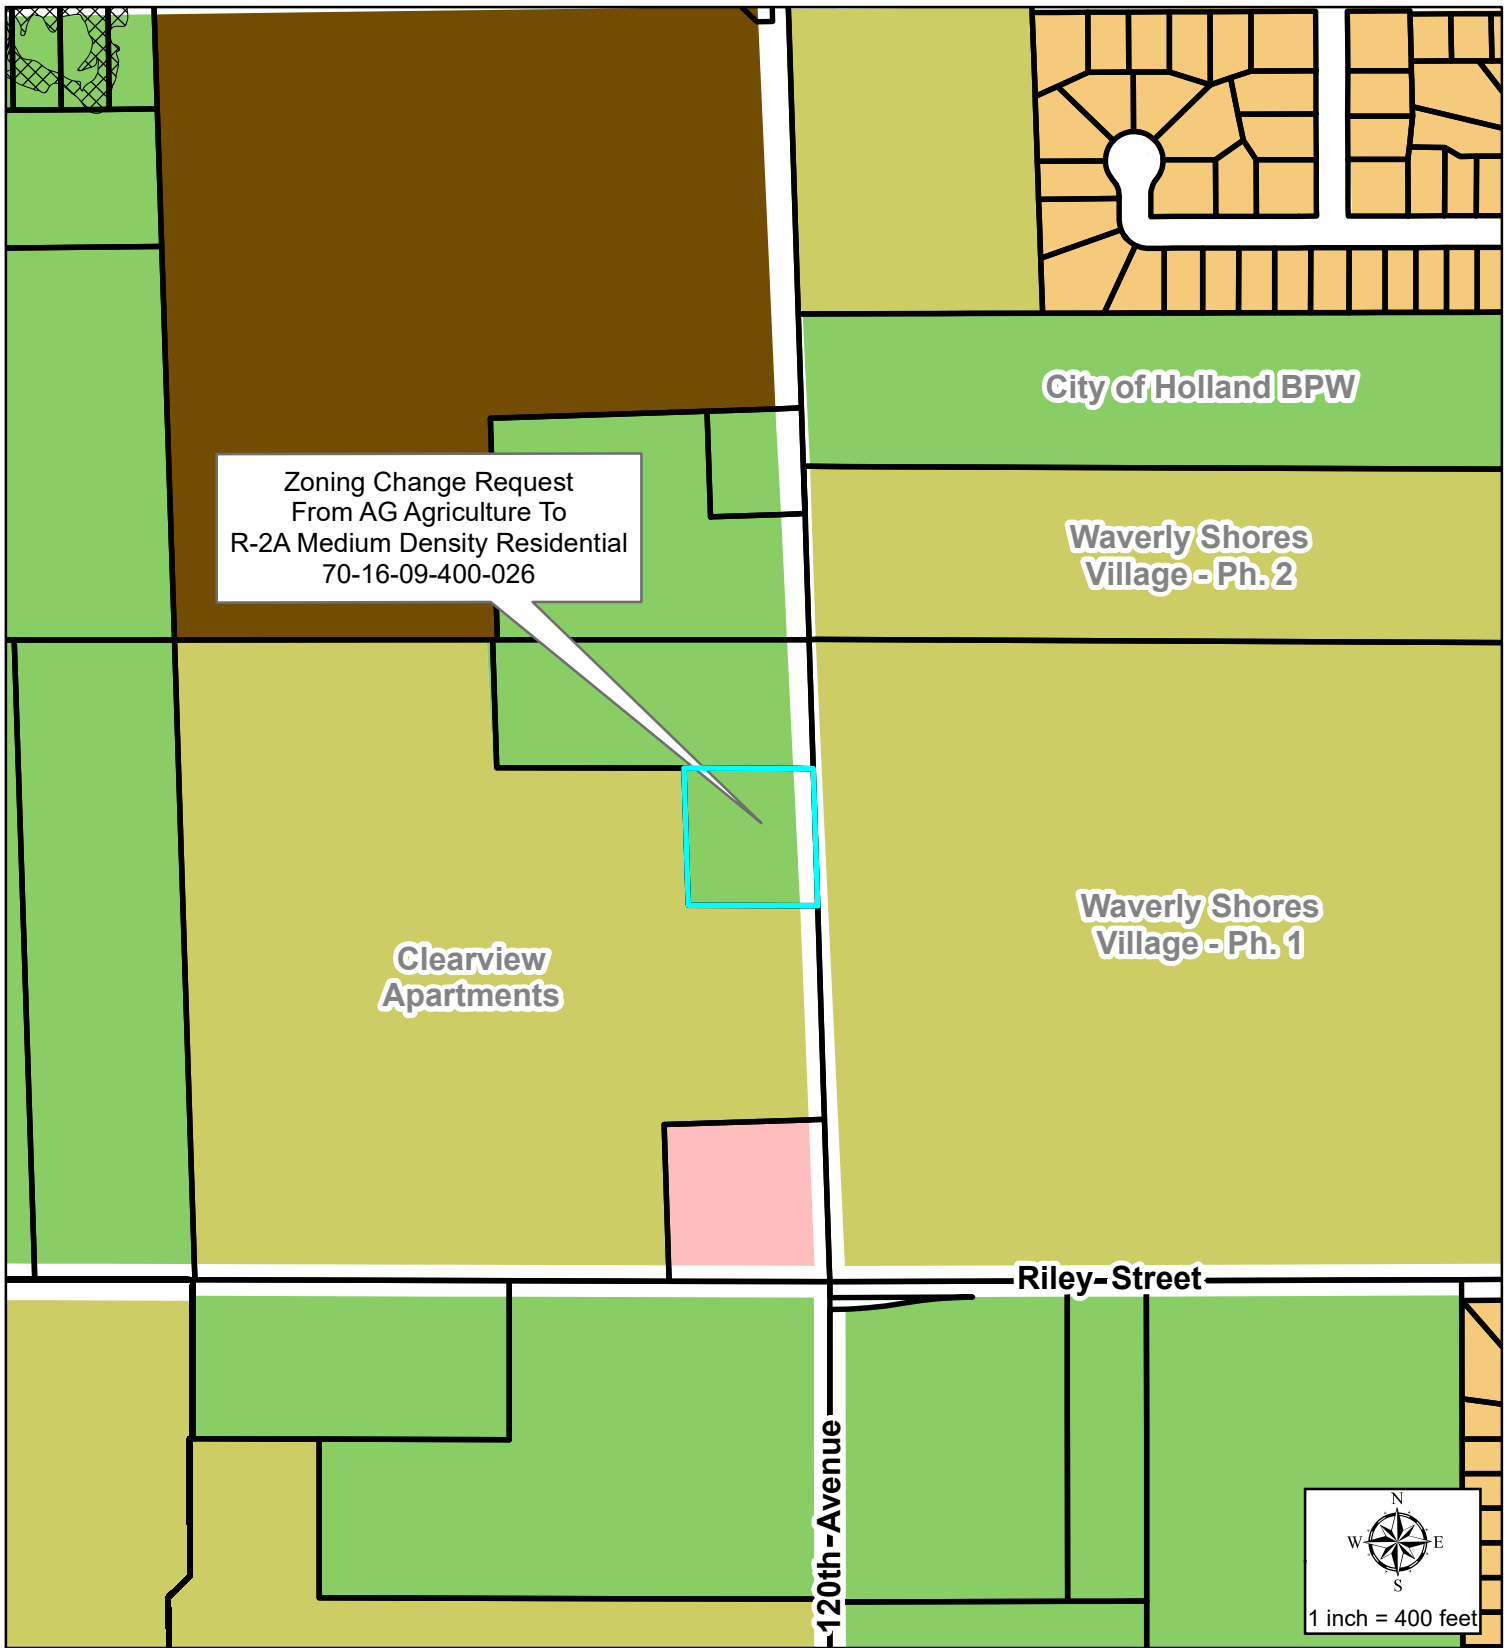 City of Holland BPW
Zoning Change Request
From AG Agriculture To
R-2A Medium Density Residential
70-16-09-400-026
Waverly Shores
Village - Ph. 2
Waverly Shores
Village - Ph. 1
Clearview
Apartments
Riley Street
120th Avenue
N
W E
S
1 inch = 400 feet